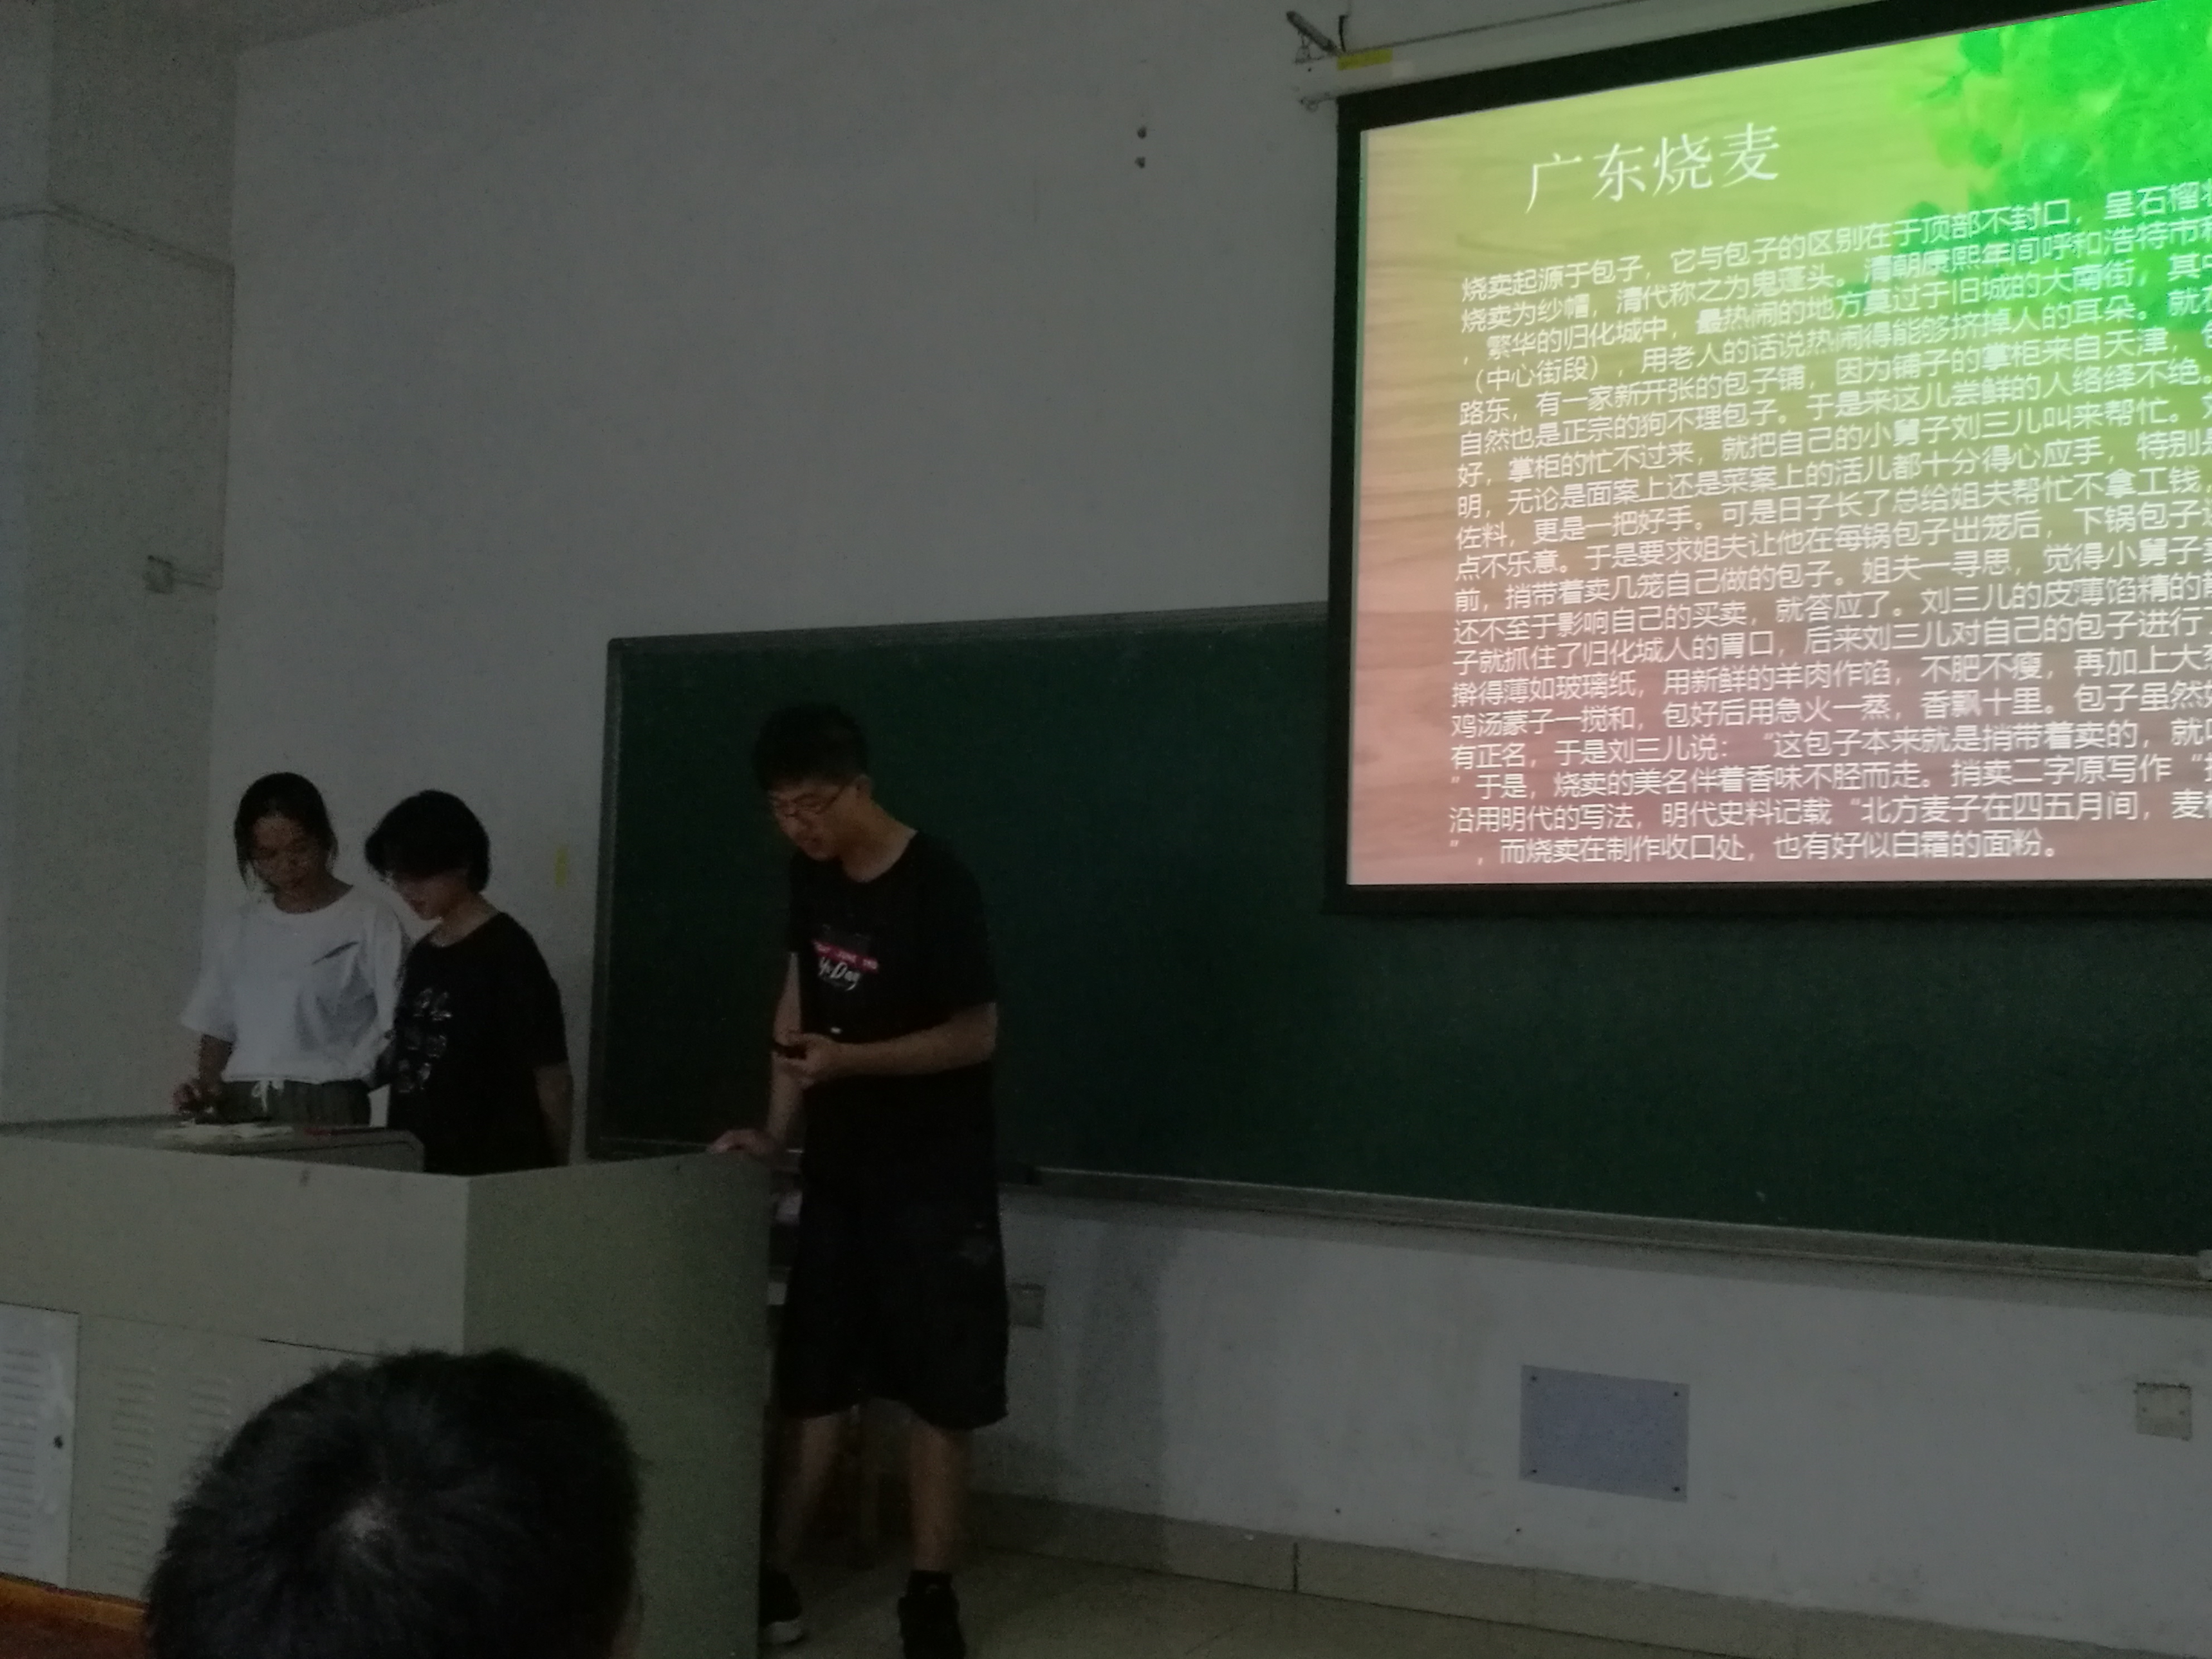 广东烧麦
烧卖起源于包子，它与包子的区别在于顶部不封口，呈石榴状
烧卖为纱帽，清代称之为鬼蓬头。清朝康熙年间呼和浩特市
，繁华的归化城中，最热闹的地方莫过于旧城的大南街，其中
（中心街段），用老人的话说热闹得能够挤掉人的耳朵。就在
路东，有一家新开张的包子铺，因为铺子的掌柜来自天津，
自然也是正宗的狗不理包子。于是来这儿尝鲜的人络绎不绝。
好，掌柜的忙不过来，就把自己的小舅子刘三儿叫来帮忙。
明，无论是面案上还是菜案上的活儿都十分得心应手，特别是
佐料，更是一把好手。可是日子长了总给姐夫帮忙不拿工钱，
点不乐意。于是要求姐夫让他在每锅包子出笼后，下锅包子
前，捎带着卖几笼自己做的包子。姐夫一寻思，觉得小舅子
还不至于影响自己的买卖，就答应了。刘三儿的皮薄馅精的
子就抓住了归化城人的胃口，后来刘三儿对自己的包子进行
擀得薄如玻璃纸，用新鲜的羊肉作馅，不肥不瘦，再加上大
鸡汤蒙子一搅和，包好后用急火一蒸，香飘十里。包子虽然
有正名，于是刘三儿说：“这包子本来就是捎带着卖的，就
”于是，烧卖的美名伴着香味不胫而走。捎卖二字原写作“
沿用明代的写法，明代史料记载“北方麦子在四五月间，麦
”，而烧卖在制作收口处，也有好似白霜的面粉。